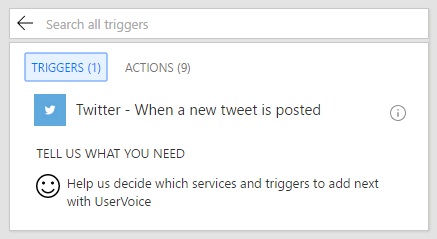 Search all triggers
TRIGGERS (1) ACTIONS (9)
Twitter - When a new tweet is posted
TELL US WHAT YOU NEED
Help us decide which services and triggers to add next
with UserVoice